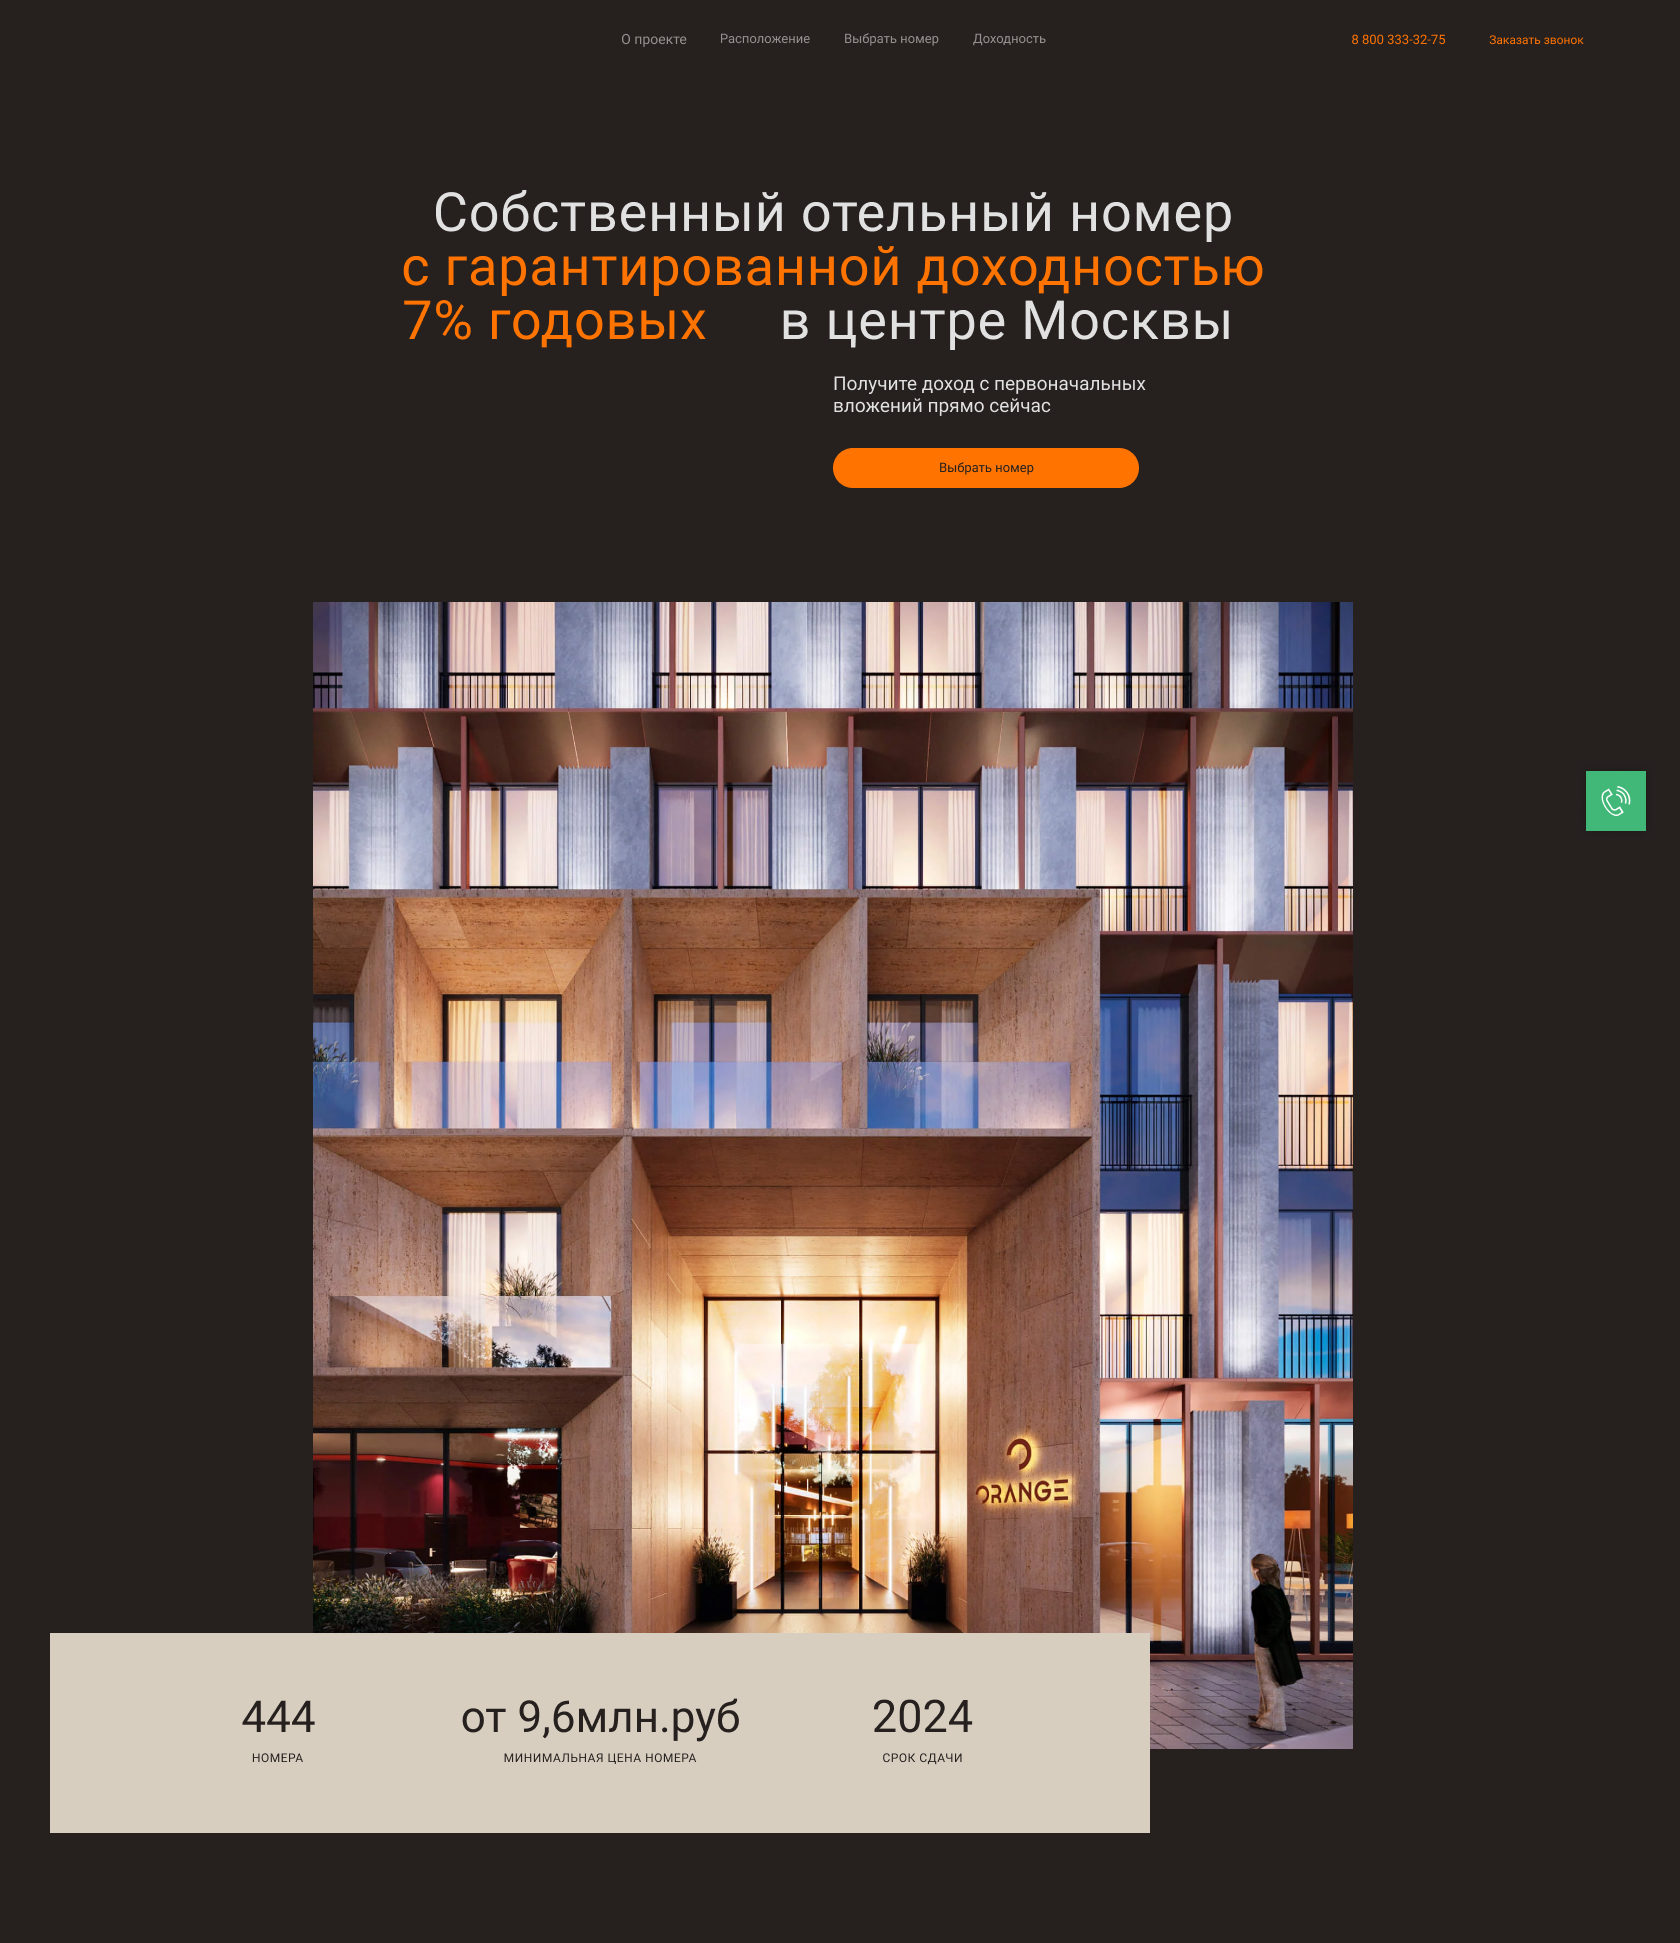 О проекте
Расположение
Выбрать номер
Доходность
8 800 333-32-75
Заказать звонок
Собственный отельный номер
с гарантированной доходностью
7% годовых в центре Москвы
Получите доход с первоначальных
вложений прямо сейчас
Выбрать номер
ORANGE
444
НОМЕРА
от 9,6млн.руб
МИНИМАЛЬНАЯ ЦЕНА НОМЕРА
2024
СРОК СДАЧИ